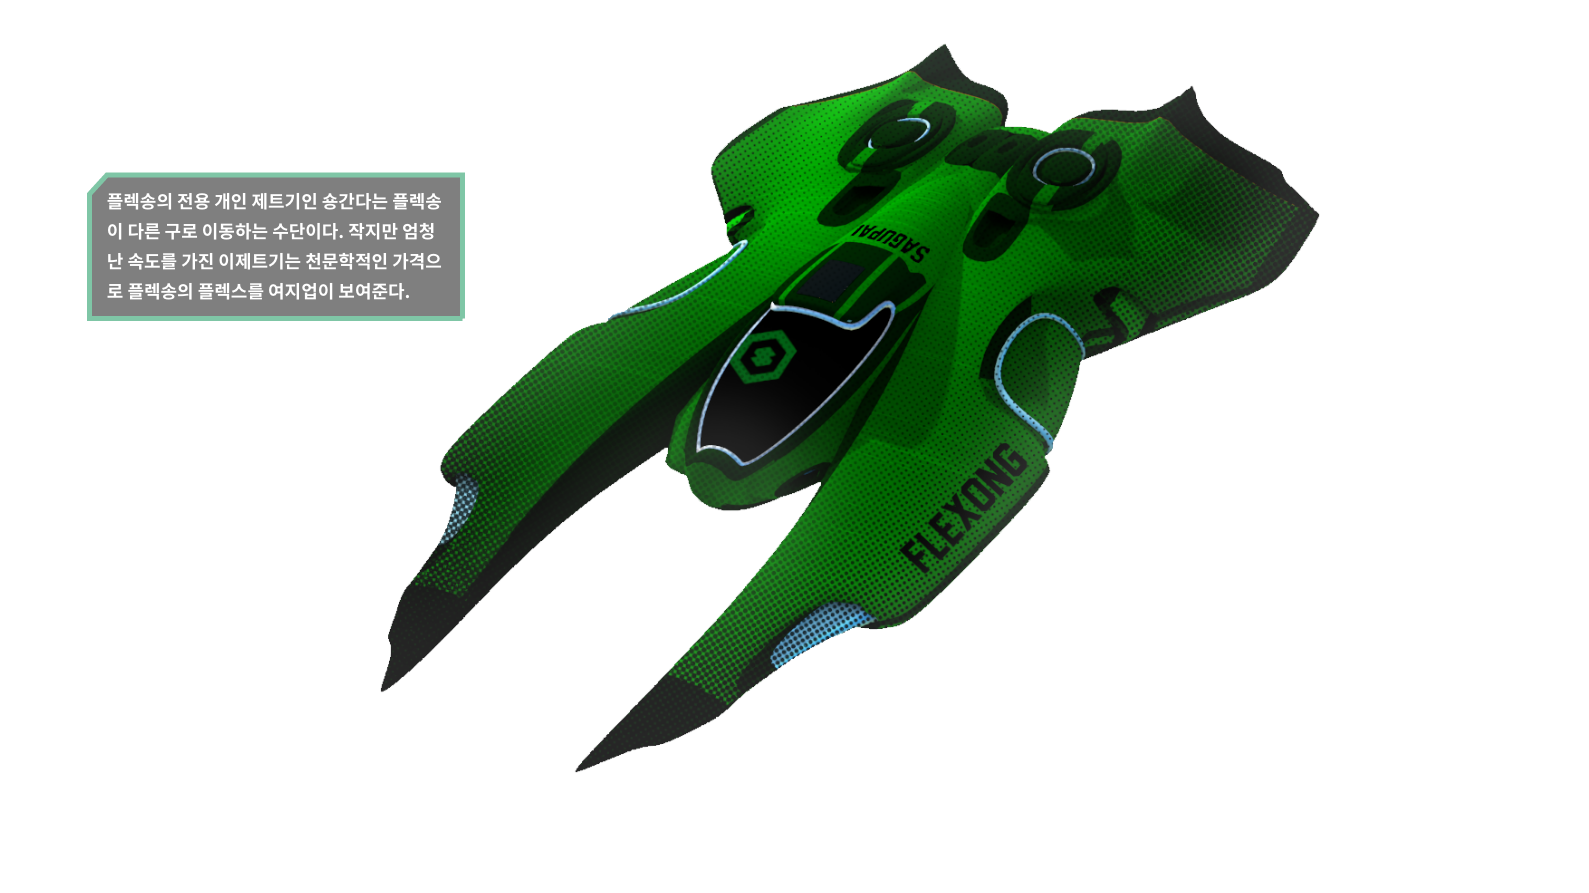 플렉송의 전용 개인 제트기인 송간다는 플렉송
이 다른 구로 이동하는 수단이다. 작지만 엄청
난 속도를 가진 이제트기는 천문학적인 가격으
로 플렉송의 플렉스를 여지업이 보여준다.
SAGUPAI
FLEXONG